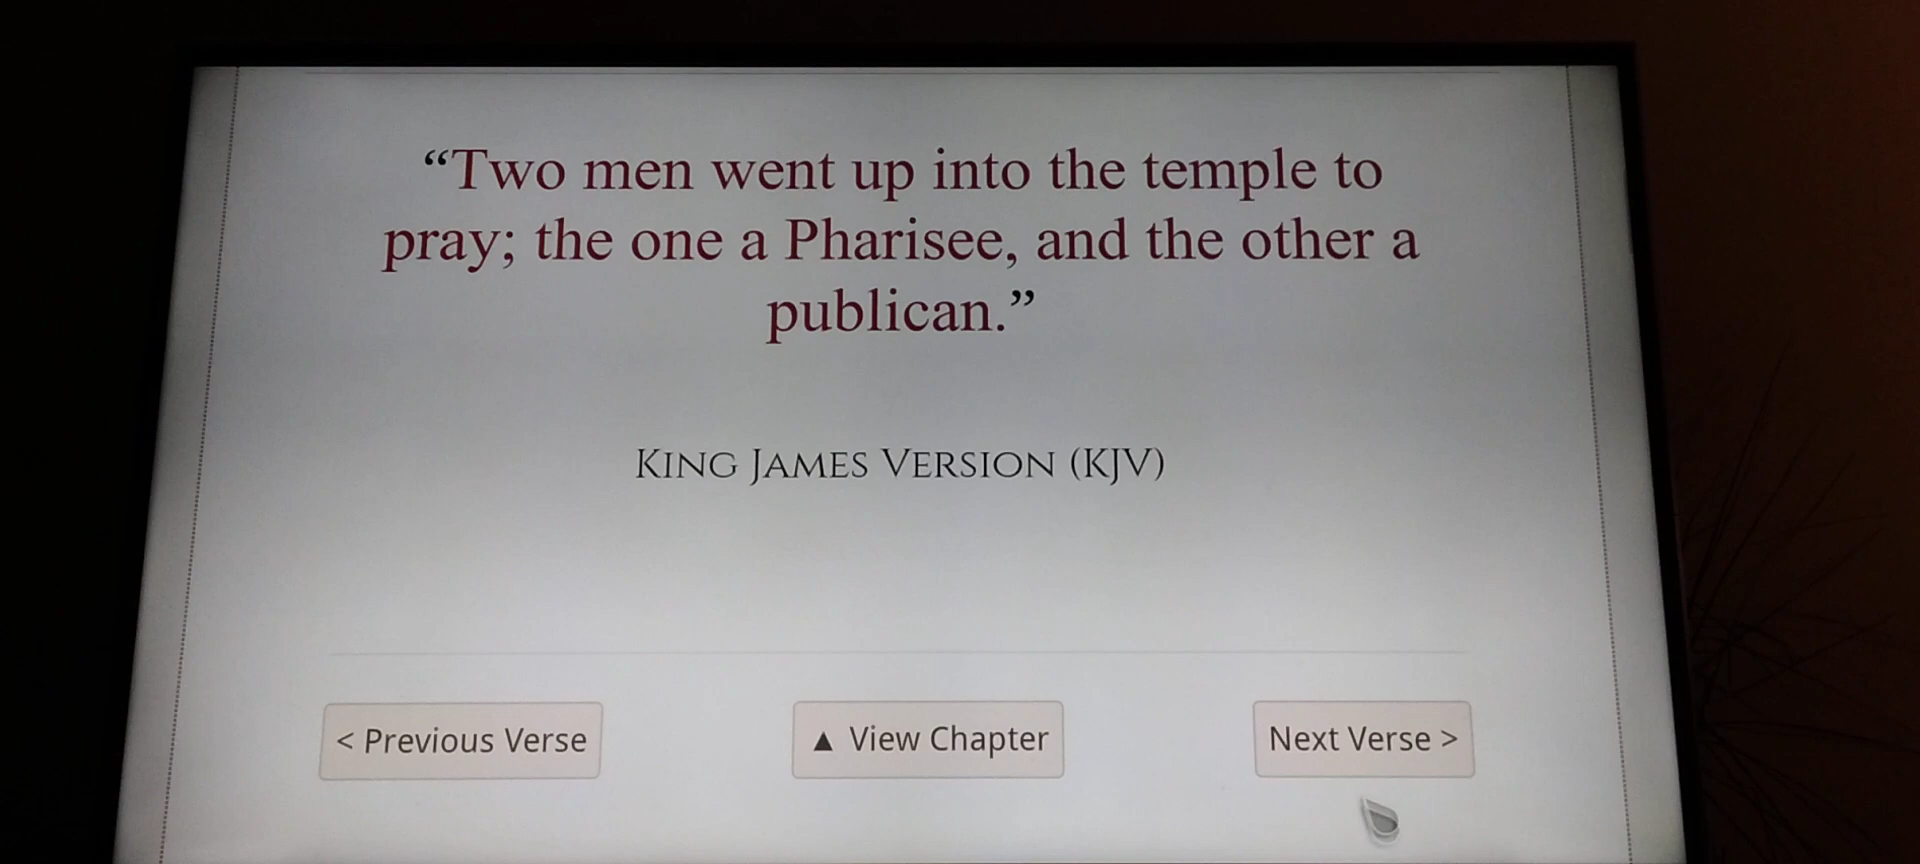 “Two men went up into the temple to
pray; the one a Pharisee, and the other a
publican.”
King James Version (KJV)
< Previous Verse
▲ View Chapter
Next Verse >